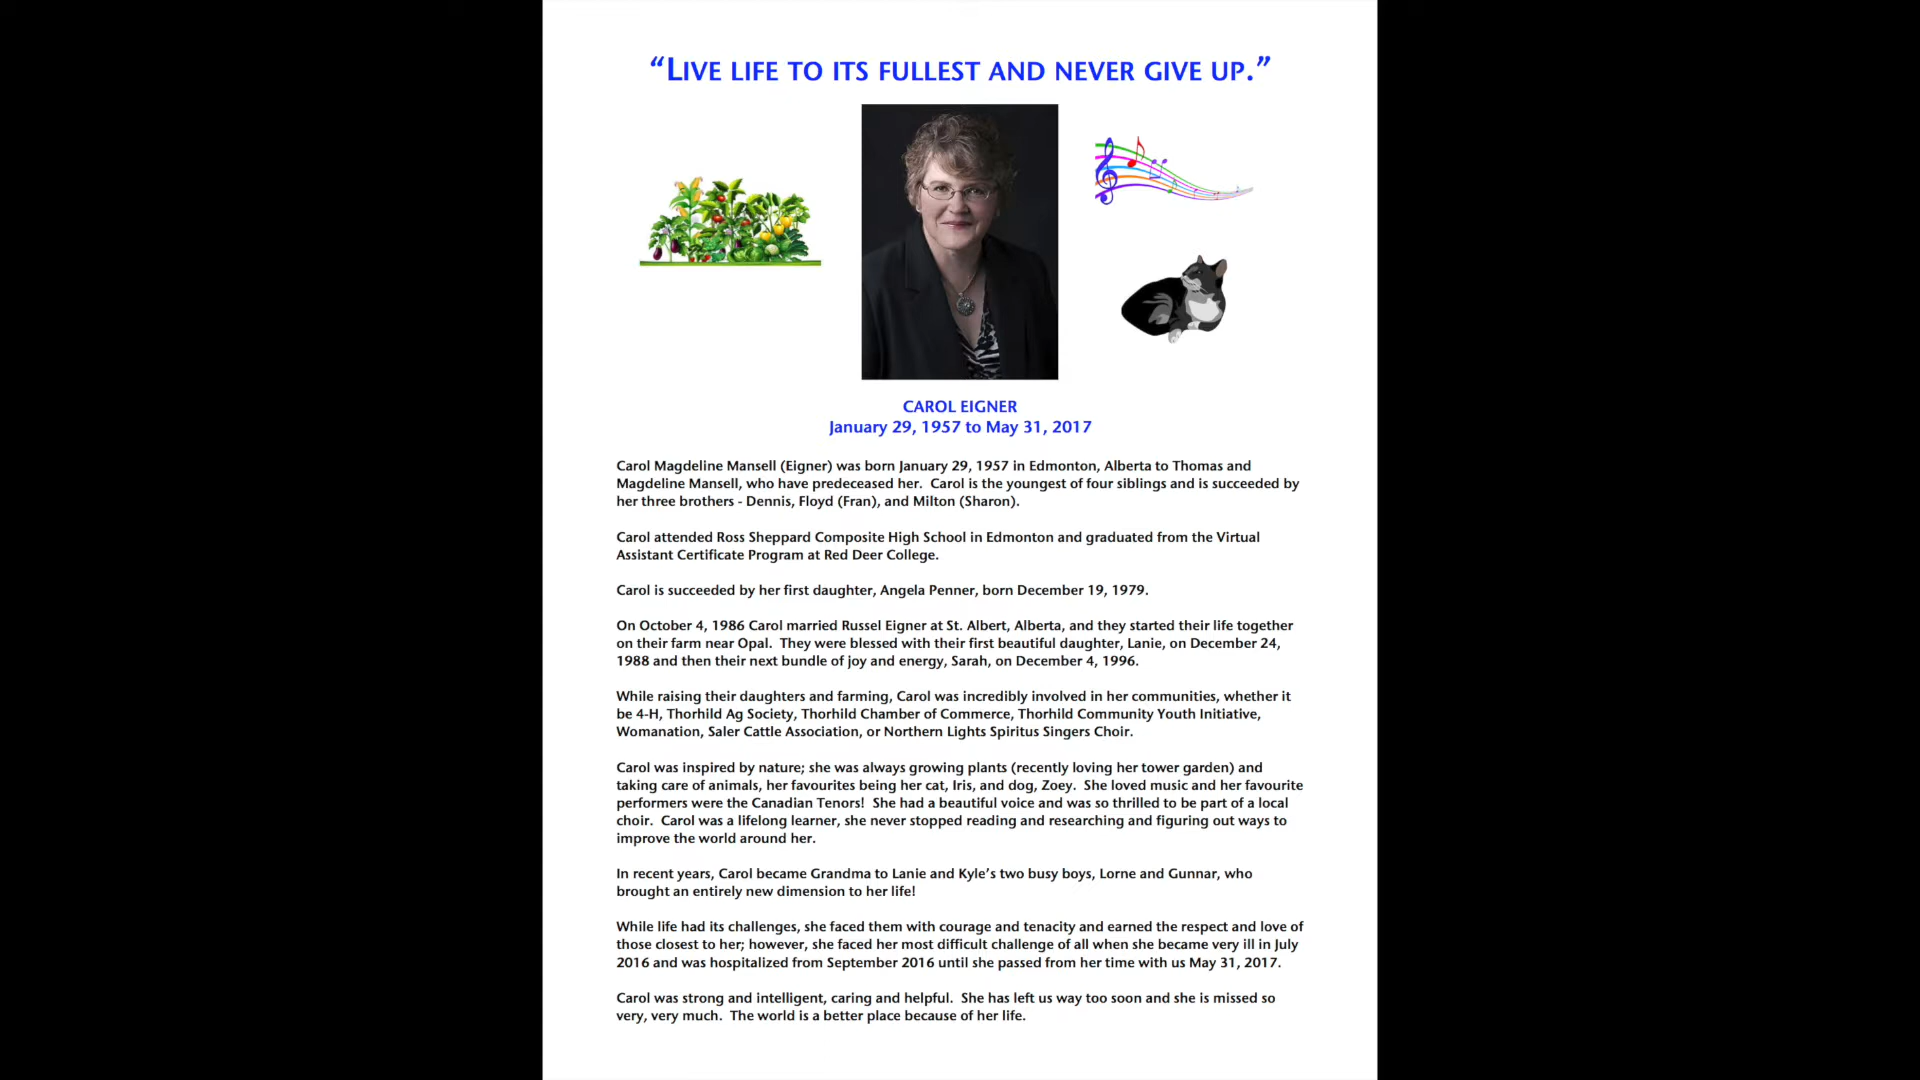 “LIVE LIFE TO ITS FULLEST AND NEVER GIVE UP.”
CAROL EIGNER
January 29, 1957 to May 31, 2017
Carol Magdeline Mansell (Eigner) was born January 29, 1957 in Edmonton, Alberta to Thomas and
Magdeline Mansell, who have predeceased her.  Carol is the youngest of four siblings and is succeeded by
her three brothers - Dennis, Floyd (Fran), and Milton (Sharon).
Carol attended Ross Sheppard Composite High School in Edmonton and graduated from the Virtual
Assistant Certificate Program at Red Deer College.
Carol is succeeded by her first daughter, Angela Penner, born December 19, 1979.
On October 4, 1986 Carol married Russel Eigner at St. Albert, Alberta, and they started their life together
on their farm near Opal.  They were blessed with their first beautiful daughter, Lanie, on December 24,
1988 and then their next bundle of joy and energy, Sarah, on December 4, 1996.
While raising their daughters and farming, Carol was incredibly involved in her communities, whether it
be 4-H, Thorhild Ag Society, Thorhild Chamber of Commerce, Thorhild Community Youth Initiative,
Womanation, Saler Cattle Association, or Northern Lights Spiritus Singers Choir.
Carol was inspired by nature; she was always growing plants (recently loving her tower garden) and
taking care of animals, her favourites being her cat, Iris, and dog, Zoey.  She loved music and her favourite
performers were the Canadian Tenors!  She had a beautiful voice and was so thrilled to be part of a local
choir.  Carol was a lifelong learner, she never stopped reading and researching and figuring out ways to
improve the world around her.
In recent years, Carol became Grandma to Lanie and Kyle’s two busy boys, Lorne and Gunnar, who
brought an entirely new dimension to her life!
While life had its challenges, she faced them with courage and tenacity and earned the respect and love of
those closest to her; however, she faced her most difficult challenge of all when she became very ill in July
2016 and was hospitalized from September 2016 until she passed from her time with us May 31, 2017.
Carol was strong and intelligent, caring and helpful.  She has left us way too soon and she is missed so
very, very much.  The world is a better place because of her life.